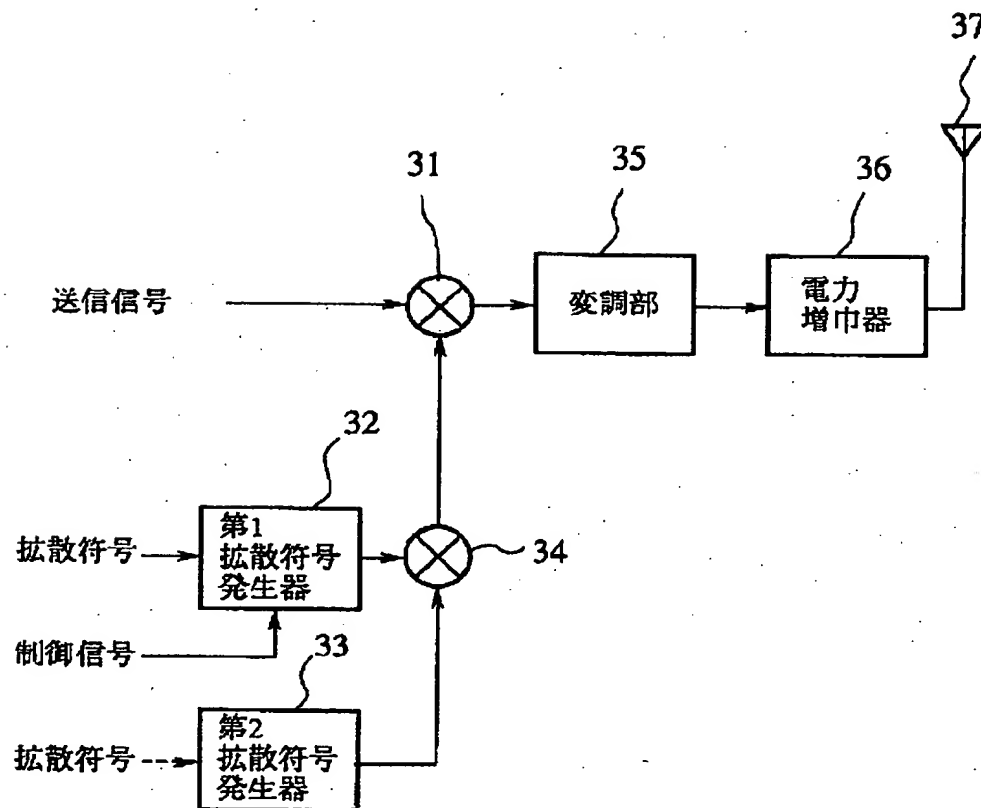 37
31
35
36
送信信号
変調部
電力
増巾器
32
拡散符号
第1
拡散符号
発生器
34
制御信号
33
拡散符号
第2
拡散符号
発生器